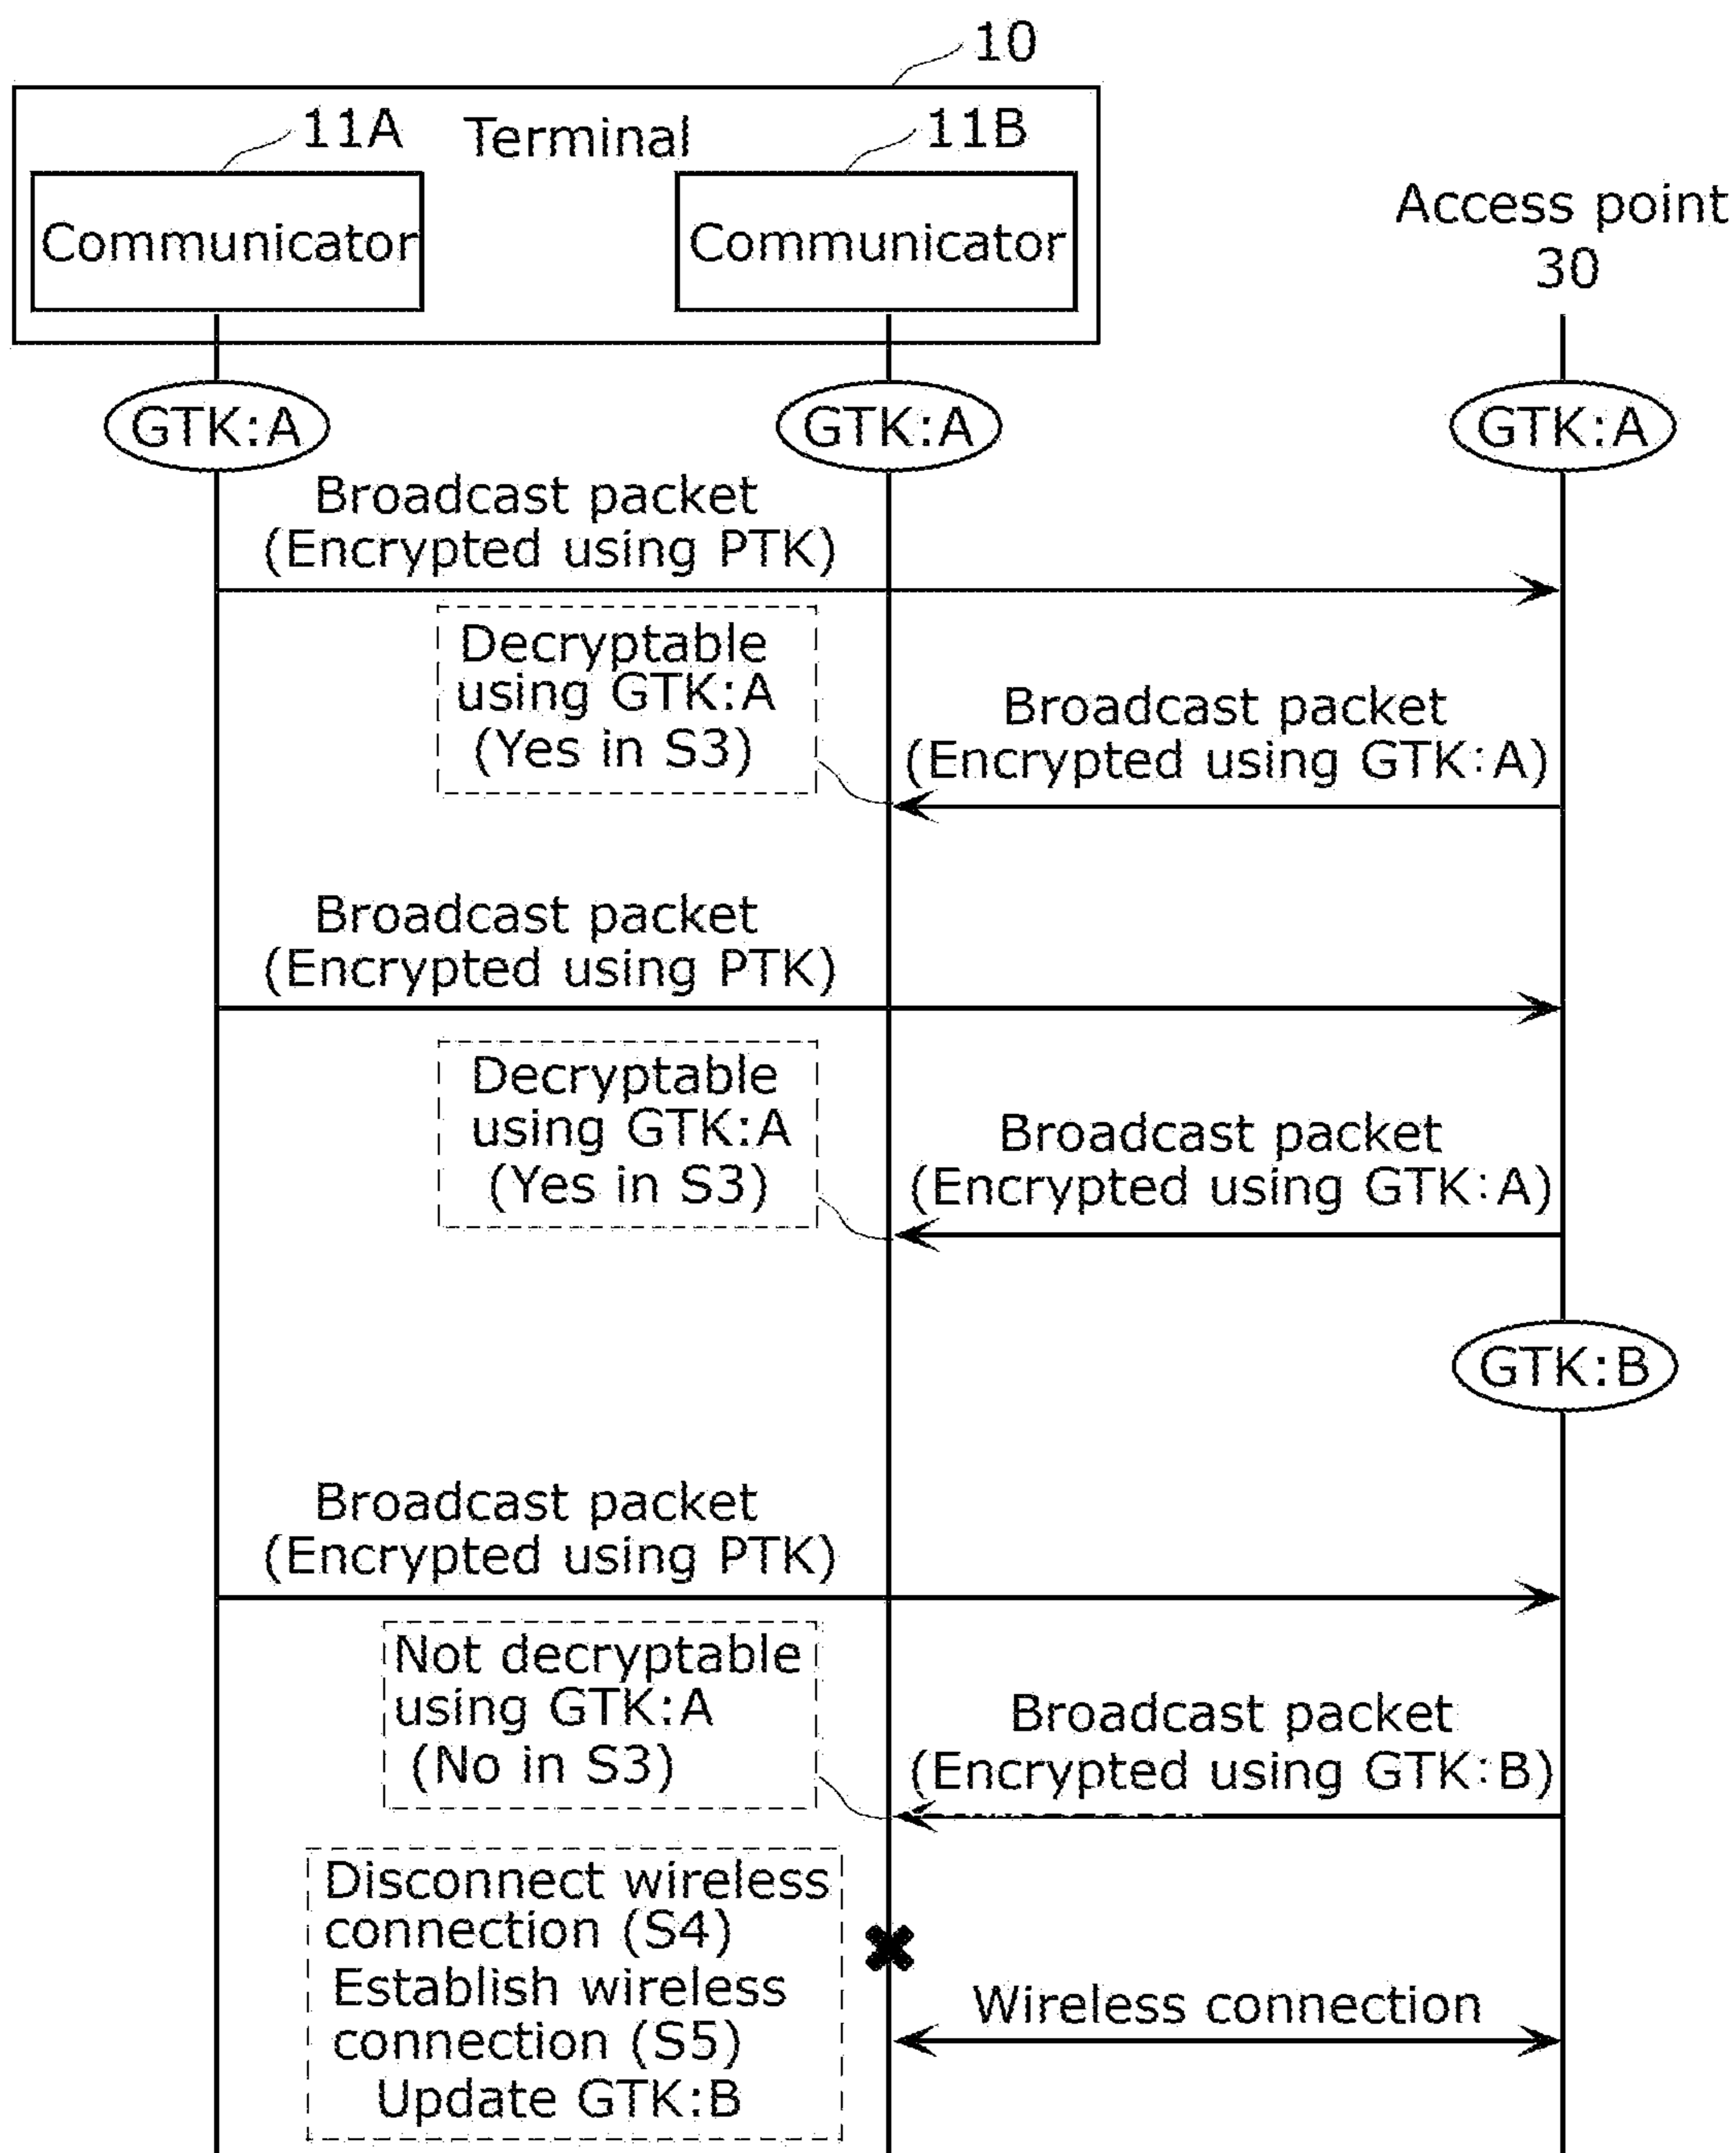 10
11A
Terminal
11B
Communicator
Communicator
Access point
30
GTK:A
GTK:A
GTK:A
Broadcast packet
(Encrypted using PTK)
Decryptable
using GTK:A
(Yes in S3)
Broadcast packet
(Encrypted using GTK:A)
Broadcast packet
(Encrypted using PTK)
Decryptable
using GTK:A
(Yes in S3)
Broadcast packet
(Encrypted using GTK:A)
GTK:B
Broadcast packet
(Encrypted using PTK)
Not decryptable
using GTK:A
(No in S3)
Broadcast packet
(Encrypted using GTK:B)
Disconnect wireless
connection (S4)
Establish wireless
connection (S5)
Update GTK:B
Wireless connection